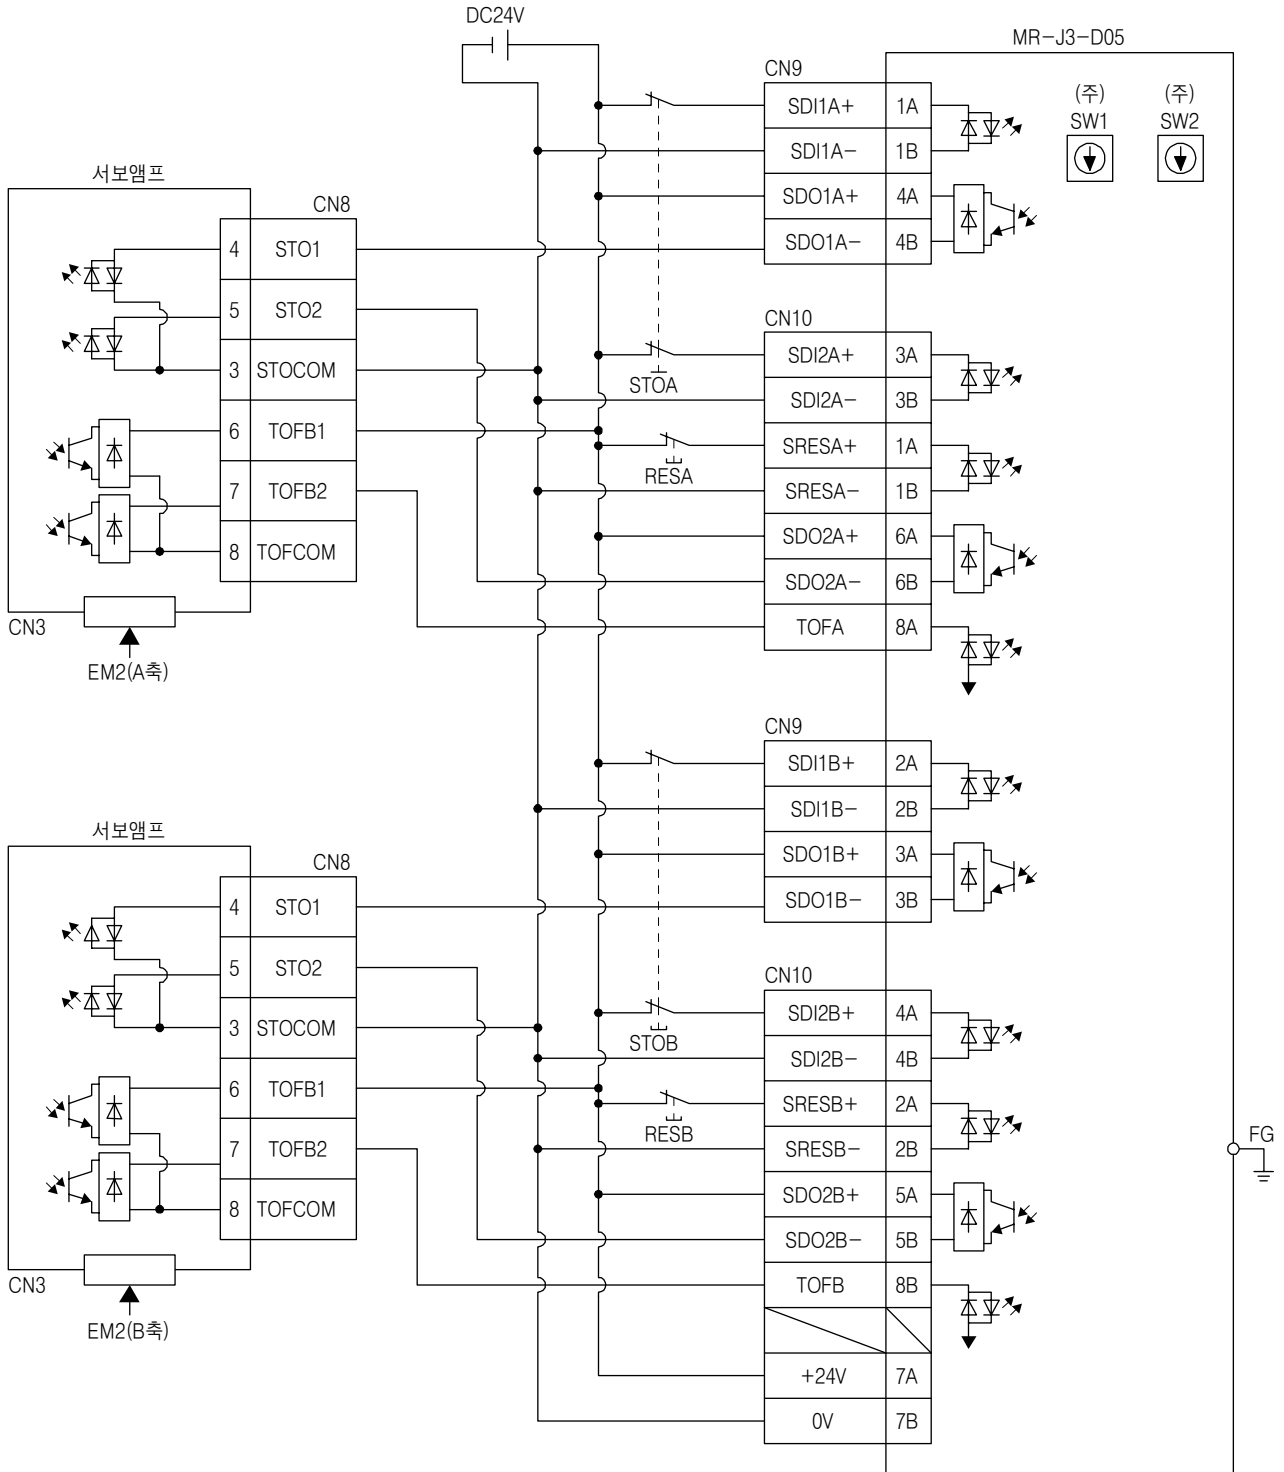 DC24V
MR-J3-D05
CN9
(주)
SW1
(주)
SW2
SDI1A+ 1A
SDI1A- 1B
SDO1A+ 4A
SDO1A- 4B
서보앰프
CN8
4 STO1
5 STO2
3 STOCOM
6 TOFB1
7 TOFB2
8 TOFCOM
CN3
EM2(A축)
CN10
STOA
RESA
SDI2A+ 3A
SDI2A- 3B
SRESA+ 1A
SRESA- 1B
SDO2A+ 6A
SDO2A- 6B
TOFA 8A
CN9
SDI1B+ 2A
SDI1B- 2B
SDO1B+ 3A
SDO1B- 3B
서보앰프
CN8
4 STO1
5 STO2
3 STOCOM
6 TOFB1
7 TOFB2
8 TOFCOM
CN3
EM2(B축)
CN10
STOB
RESB
SDI2B+ 4A
SDI2B- 4B
SRESB+ 2A
SRESB- 2B
SDO2B+ 5A
SDO2B- 5B
TOFB 8B
+24V 7A
0V 7B
FG